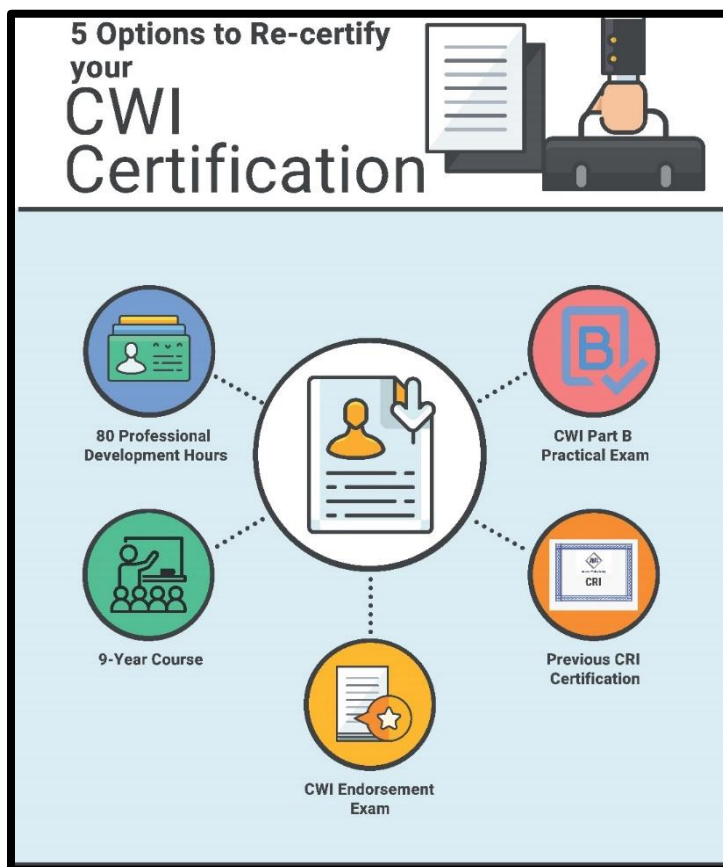 5 Options to Re-certify
your
CWI
Certification
80 Professional
Development Hours
B
CWI Part B
Practical Exam
CRI
9-Year Course
Previous CRI
Certification
CWI Endorsement
Exam